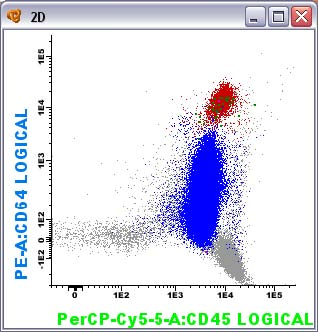 2D
1E5
1E4
1E3
1E2
0
-1E2
PE-A:CD64 LOGICAL
0 1E2 1E3 1E4 1E5
PerCP-Cy5-5-A:CD45 LOGICAL